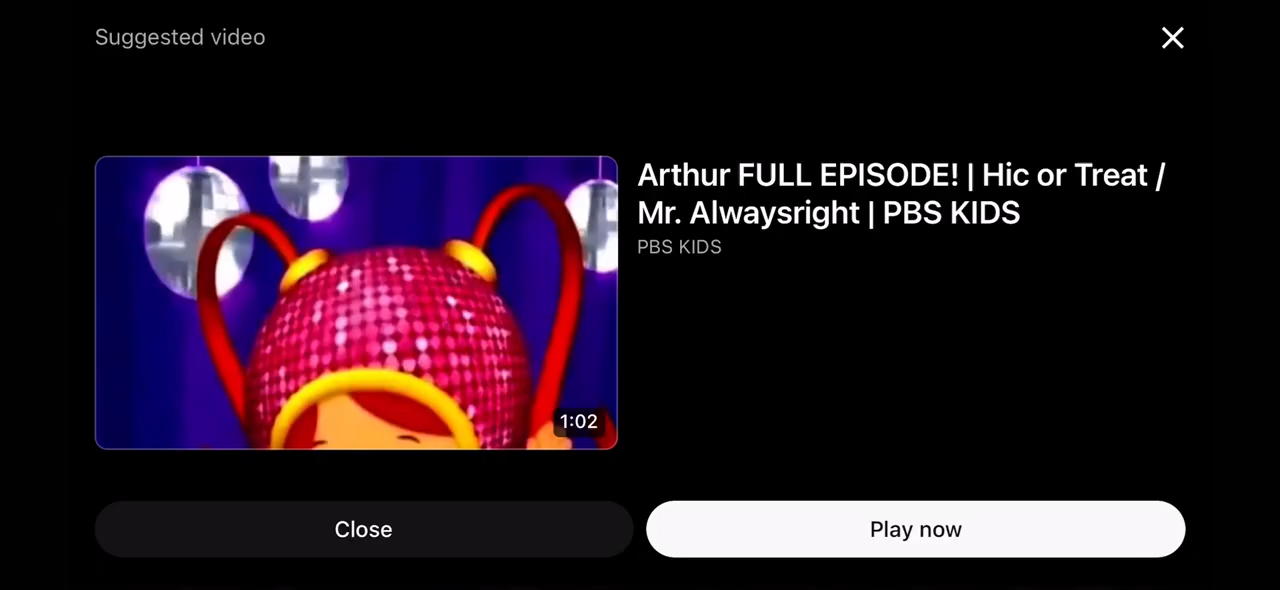 Suggested video
Arthur FULL EPISODE! | Hic or Treat /
Mr. Alwaysright | PBS KIDS
PBS KIDS
1:02
Close
Play now